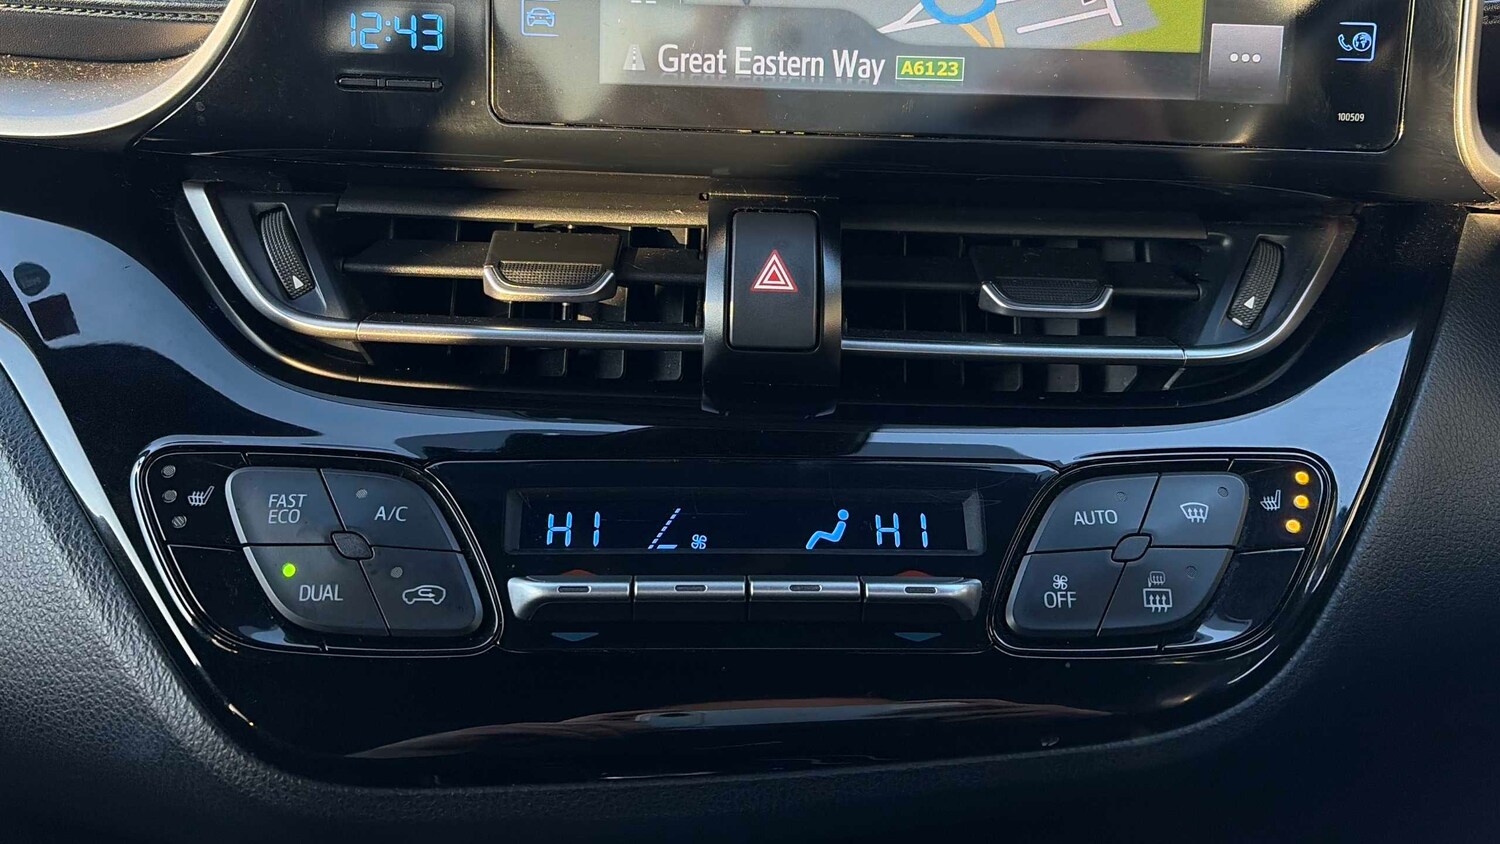 12:43
Great Eastern Way A6123
100509
FAST
ECO
A/C
DUAL
HI
HI
AUTO
OFF